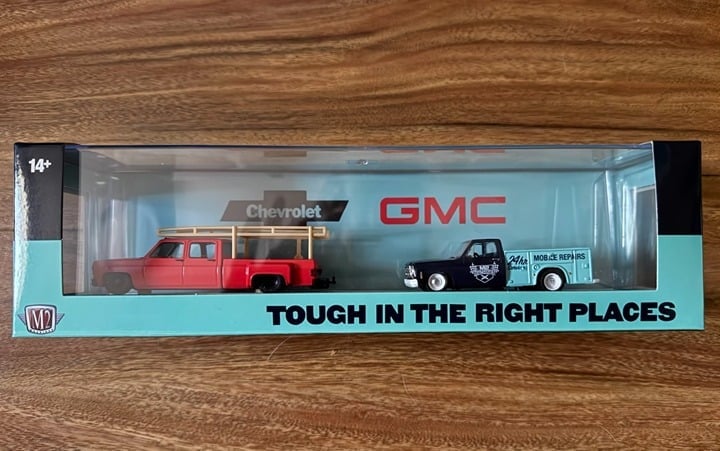 14+
Chevrolet
GMC
24hr
MOBILE REPAIRS
M2
TOUGH IN THE RIGHT PLACES